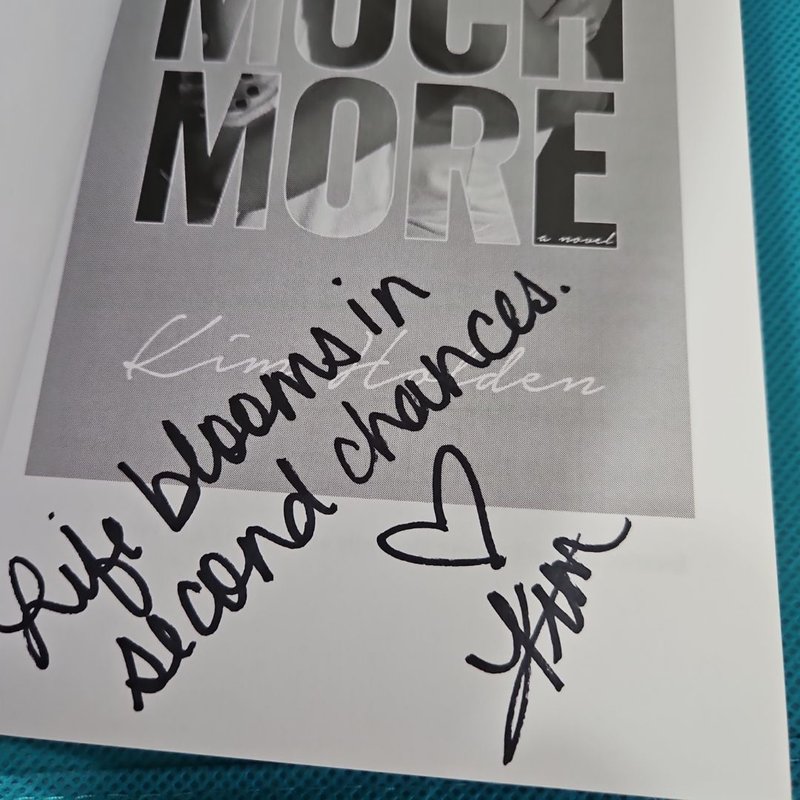 MUCH
MORE
a novel
Kim Holden
Life blooms in
second chances.
Kim